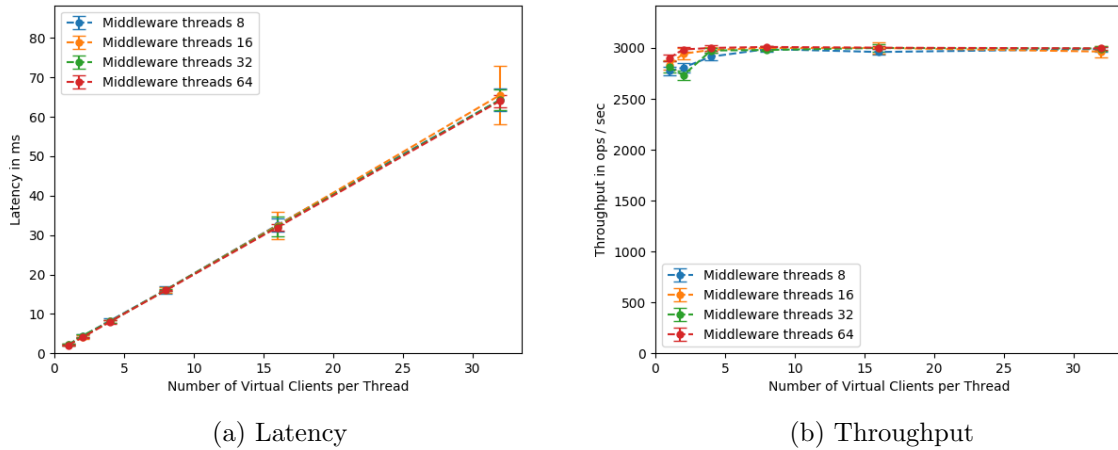 Middleware threads 8
Middleware threads 16
Middleware threads 32
Middleware threads 64
80
70
60
50
40
30
20
10
0
Latency in ms
0 5 10 15 20 25 30
Number of Virtual Clients per Thread
(a) Latency
3000
2500
2000
1500
1000
500
0
Throughput in ops / sec
Middleware threads 8
Middleware threads 16
Middleware threads 32
Middleware threads 64
0 5 10 15 20 25 30
Number of Virtual Clients per Thread
(b) Throughput